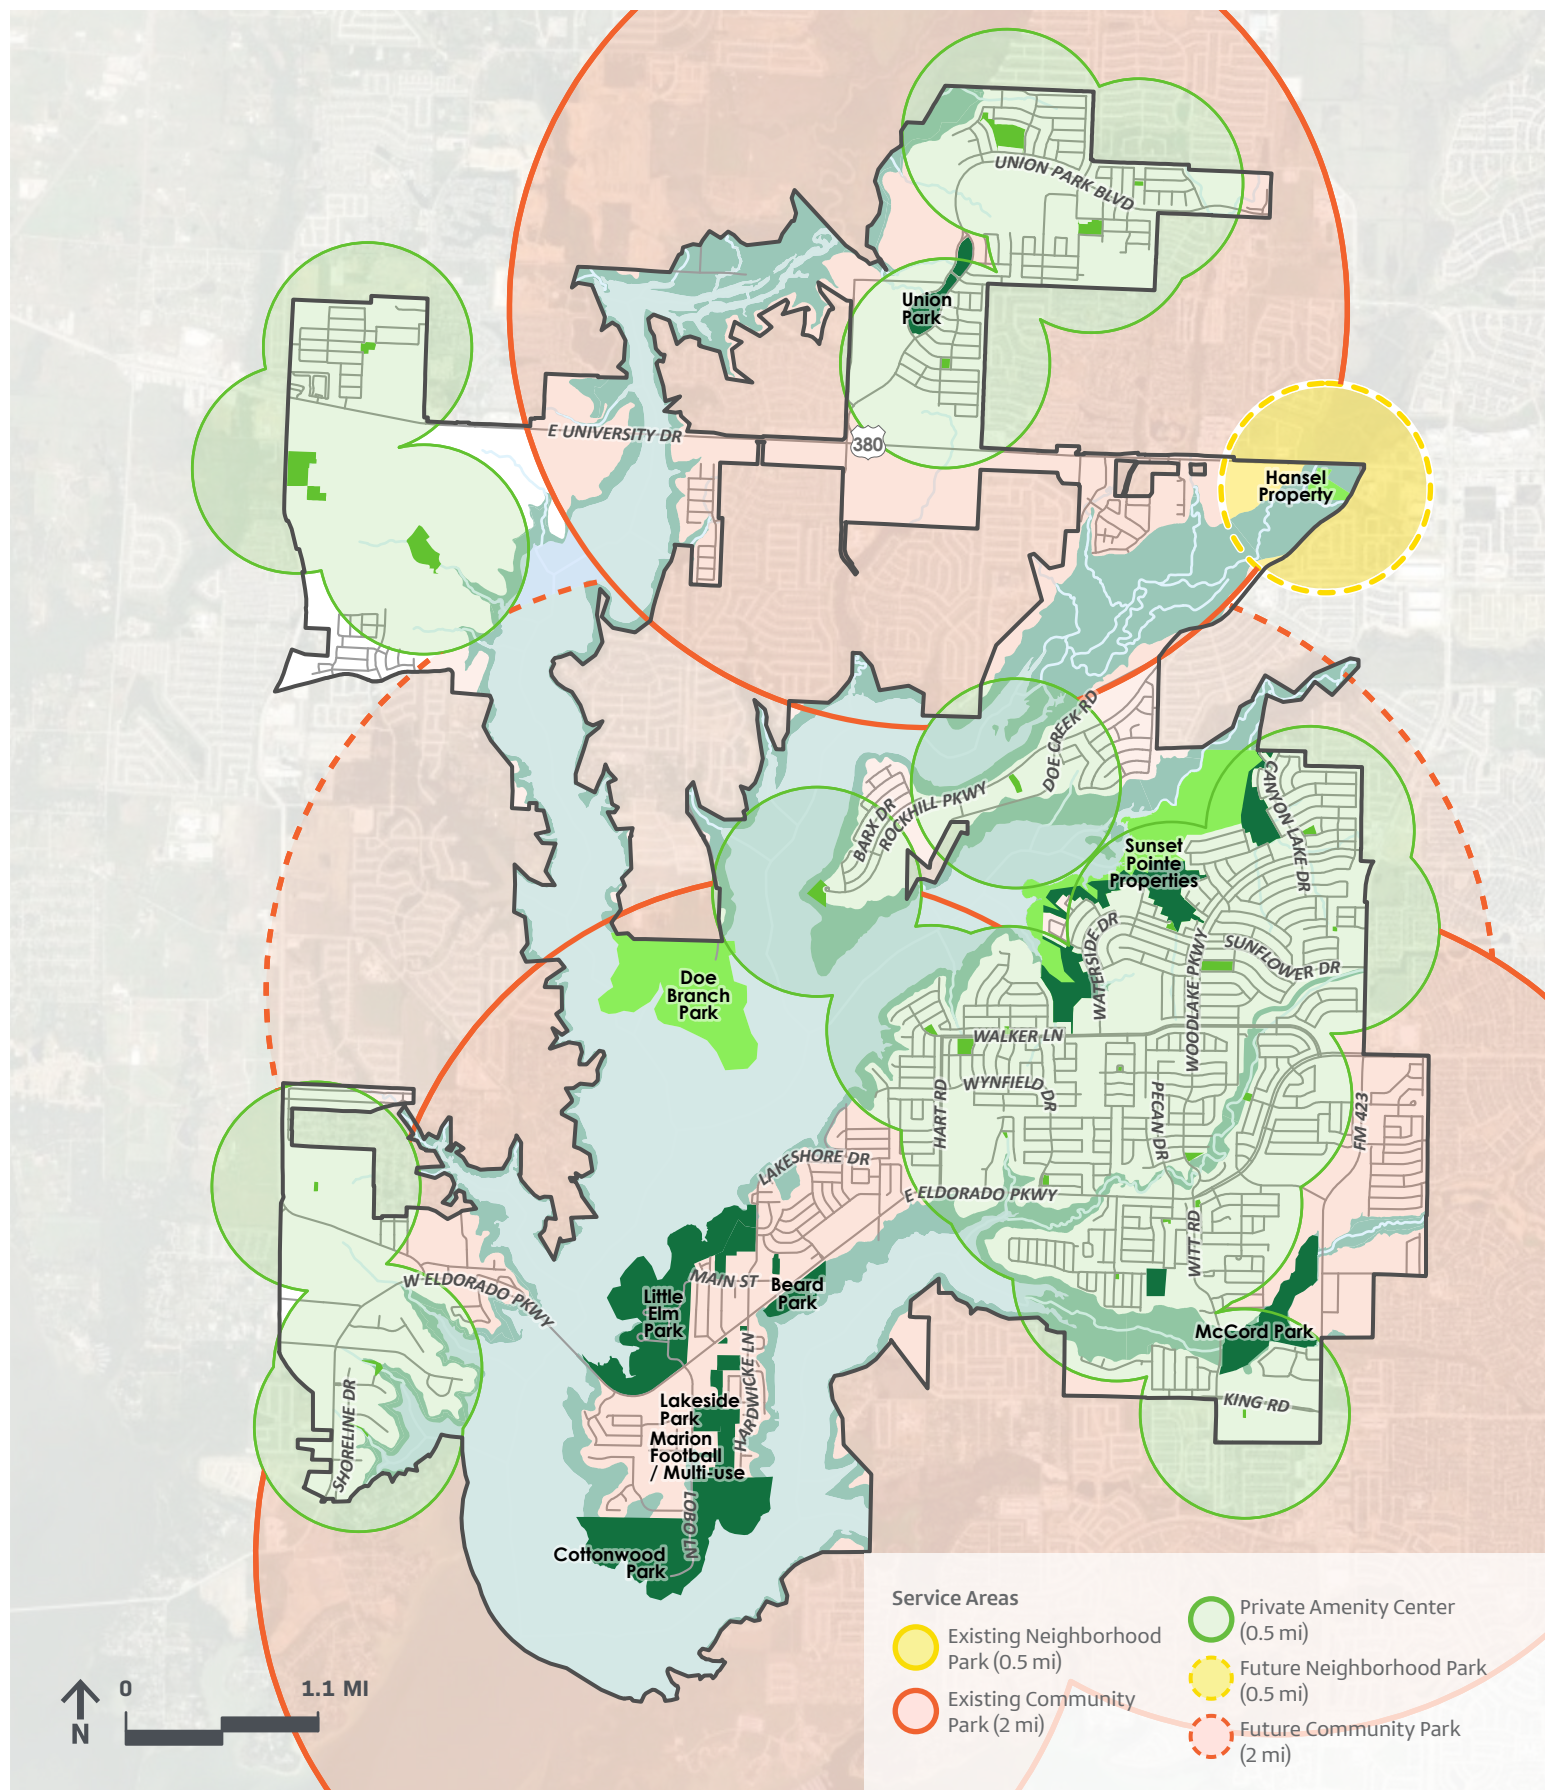 UNION PARK BLVD
Union
Park
E UNIVERSITY DR
380
Hansel
Property
DOE CREEK RD
BARX DR
ROCKHILL PKWY
CANYON LAKE DR
Sunset
Pointe
Properties
WATERSIDE DR
WOODLAKE PKWY
SUNFLOWER DR
Doe
Branch
Park
WALKER LN
WYNFIELD DR
HART RD
PECAN DR
FM 423
LAKESHORE DR
E ELDORADO PKWY
WITT RD
W ELDORADO PKWY
MAIN ST
Beard
Park
Little
Elm
Park
McCord Park
HARDWICKE LN
KING RD
SHORELINE DR
Lakeside
Park
Marion
Football
/ Multi-use
LOBO LN
Cottonwood
Park
Service Areas
Existing Neighborhood
Park (0.5 mi)
Existing Community
Park (2 mi)
Private Amenity Center
(0.5 mi)
Future Neighborhood Park
(0.5 mi)
Future Community Park
(2 mi)
0
1.1 MI
N